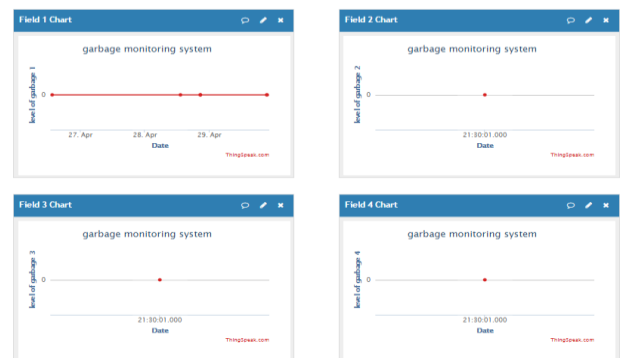 Field 1 Chart
garbage monitoring system
level of garbage 1
0
27. Apr 28. Apr 29. Apr
Date
ThingSpeak.com
Field 2 Chart
garbage monitoring system
level of garbage 2
0
21:30:01.000
Date
ThingSpeak.com
Field 3 Chart
garbage monitoring system
level of garbage 3
0
21:30:01.000
Date
ThingSpeak.com
Field 4 Chart
garbage monitoring system
level of garbage 4
0
21:30:01.000
Date
ThingSpeak.com